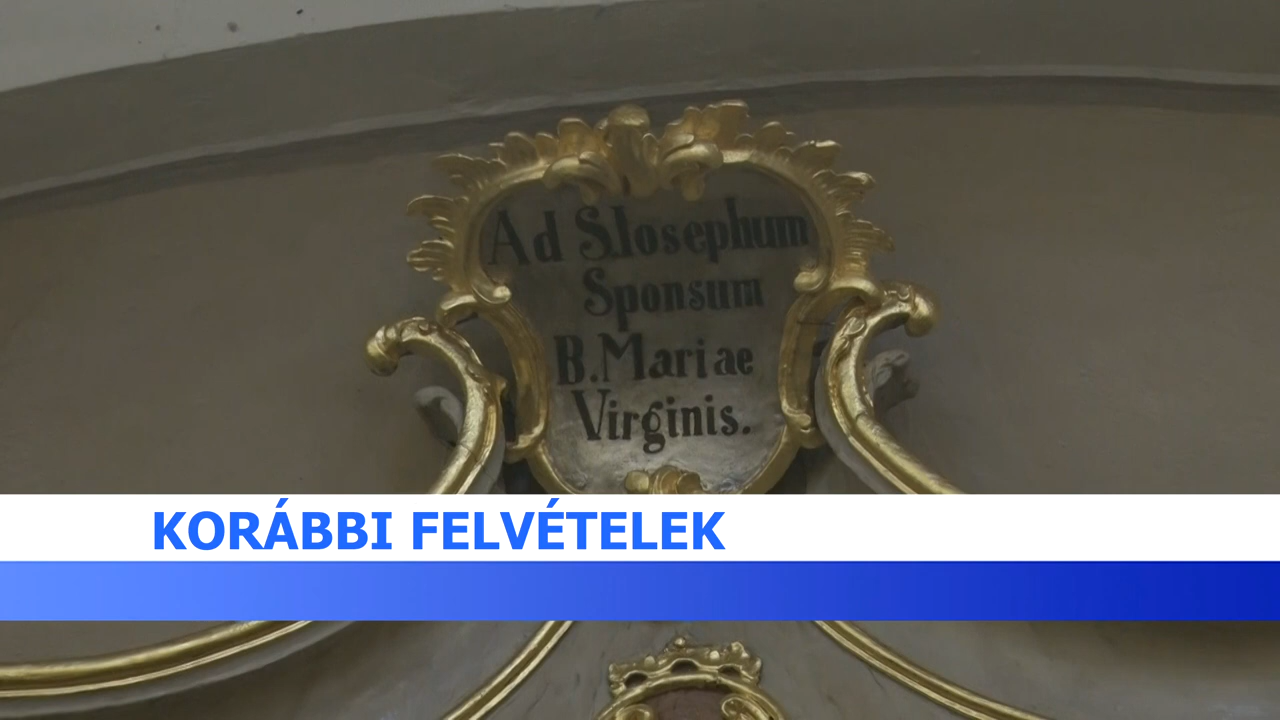 Ad S. Iosephum
Sponsum
B. Mariae
Virginis.
KORÁBBI FELVÉTELEK